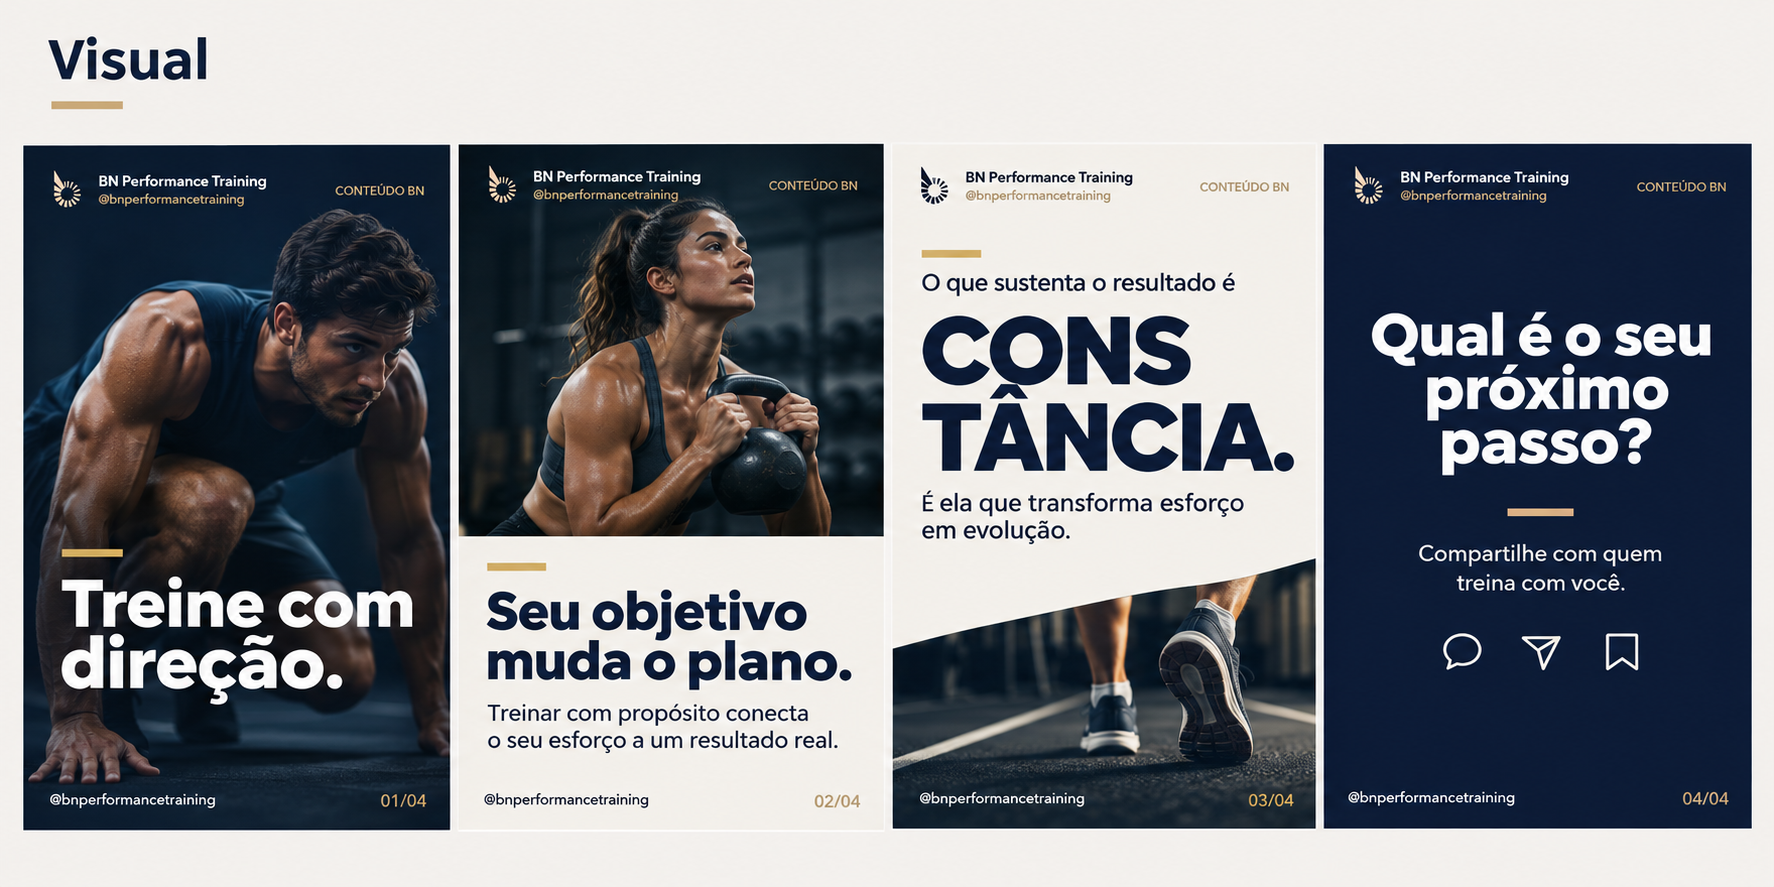 Visual
BN Performance Training
@bnperformancetraining
CONTEÚDO BN
Treine com
direção.
@bnperformancetraining
01/04
BN Performance Training
@bnperformancetraining
CONTEÚDO BN
Seu objetivo
muda o plano.
Treinar com propósito conecta
o seu esforço a um resultado real.
@bnperformancetraining
02/04
BN Performance Training
@bnperformancetraining
CONTEÚDO BN
O que sustenta o resultado é
CONS
TÂNCIA.
É ela que transforma esforço
em evolução.
@bnperformancetraining
03/04
BN Performance Training
@bnperformancetraining
CONTEÚDO BN
Qual é o seu
próximo
passo?
Compartilhe com quem
treina com você.
@bnperformancetraining
04/04